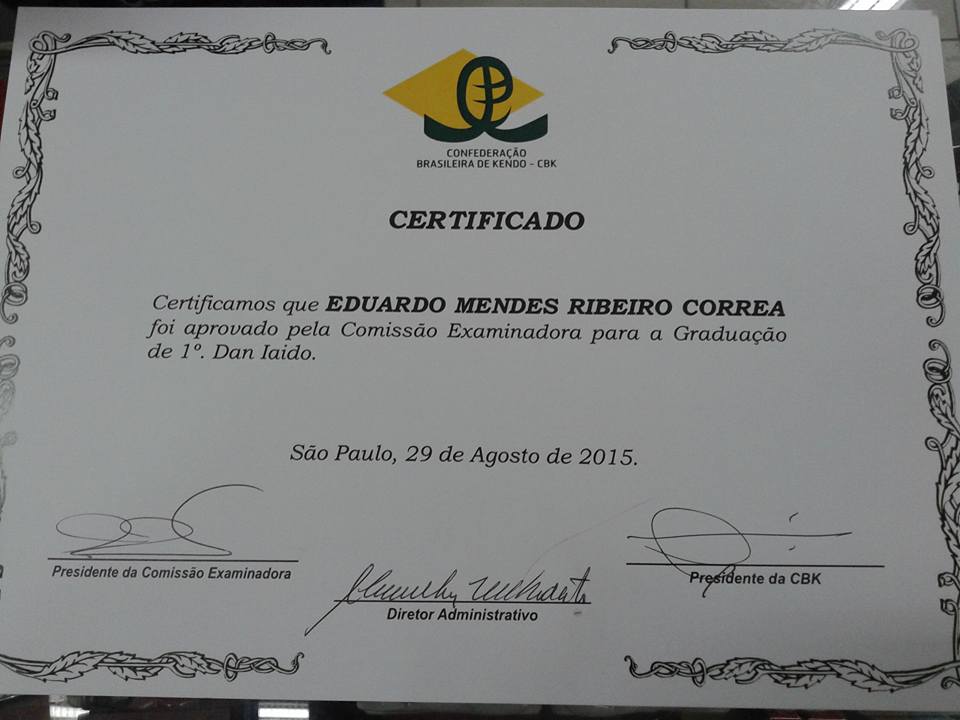 CONFEDERAÇÃO
BRASILEIRA DE KENDO - CBK
CERTIFICADO
Certificamos que EDUARDO MENDES RIBEIRO CORREA
foi aprovado pela Comissão Examinadora para a Graduação
de 1º. Dan Iaido.
São Paulo, 29 de Agosto de 2015.
Presidente da Comissão Examinadora
Diretor Administrativo
Presidente da CBK